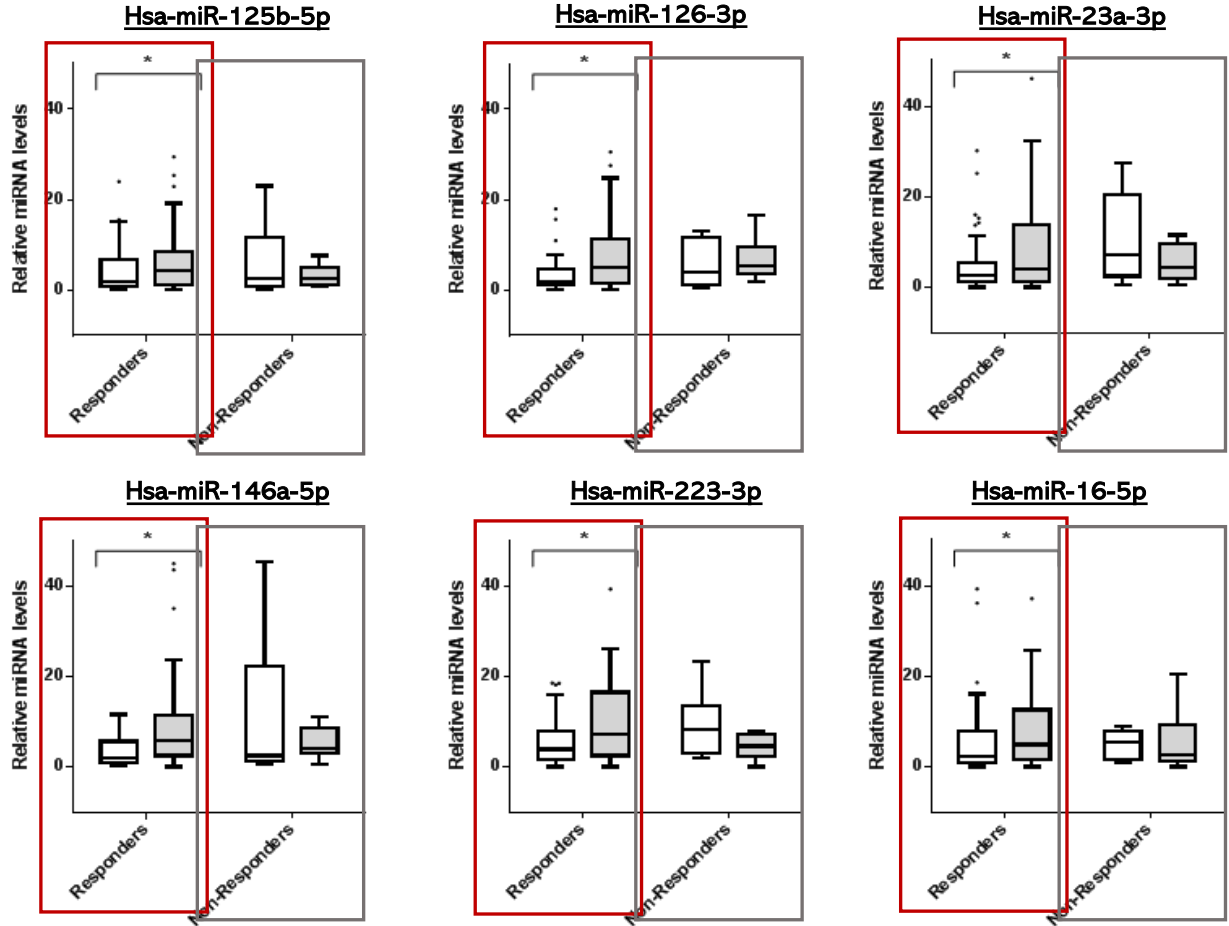 Hsa-miR-125b-5p
*
Relative miRNA levels
40
20
0
Responders
Non-Responders
Hsa-miR-126-3p
*
Relative miRNA levels
40
20
0
Responders
Non-Responders
Hsa-miR-23a-3p
*
Relative miRNA levels
40
20
0
Responders
Non-Responders
Hsa-miR-146a-5p
*
Relative miRNA levels
40
20
0
Responders
Non-Responders
Hsa-miR-223-3p
*
Relative miRNA levels
40
20
0
Responders
Non-Responders
Hsa-miR-16-5p
*
Relative miRNA levels
40
20
0
Responders
Non-Responders